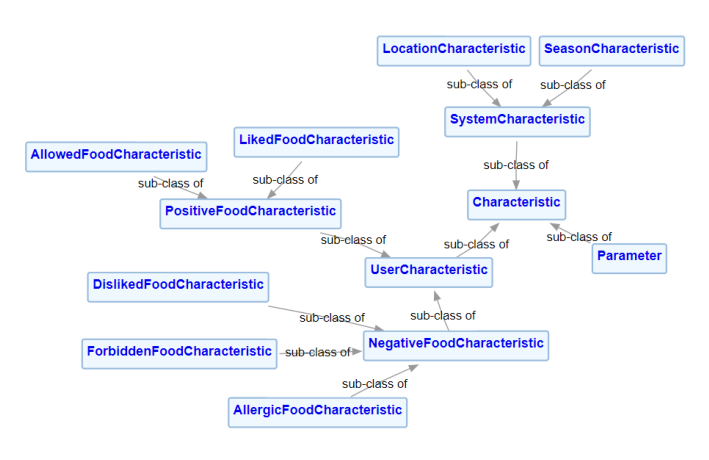 LocationCharacteristic
SeasonCharacteristic
sub-class of
sub-class of
SystemCharacteristic
LikedFoodCharacteristic
AllowedFoodCharacteristic
sub-class of
sub-class of
sub-class of
Characteristic
PositiveFoodCharacteristic
sub-class of
sub-class of
sub-class of
Parameter
UserCharacteristic
DislikedFoodCharacteristic
sub-class of
sub-class of
NegativeFoodCharacteristic
ForbiddenFoodCharacteristic
sub-class of
sub-class of
AllergicFoodCharacteristic